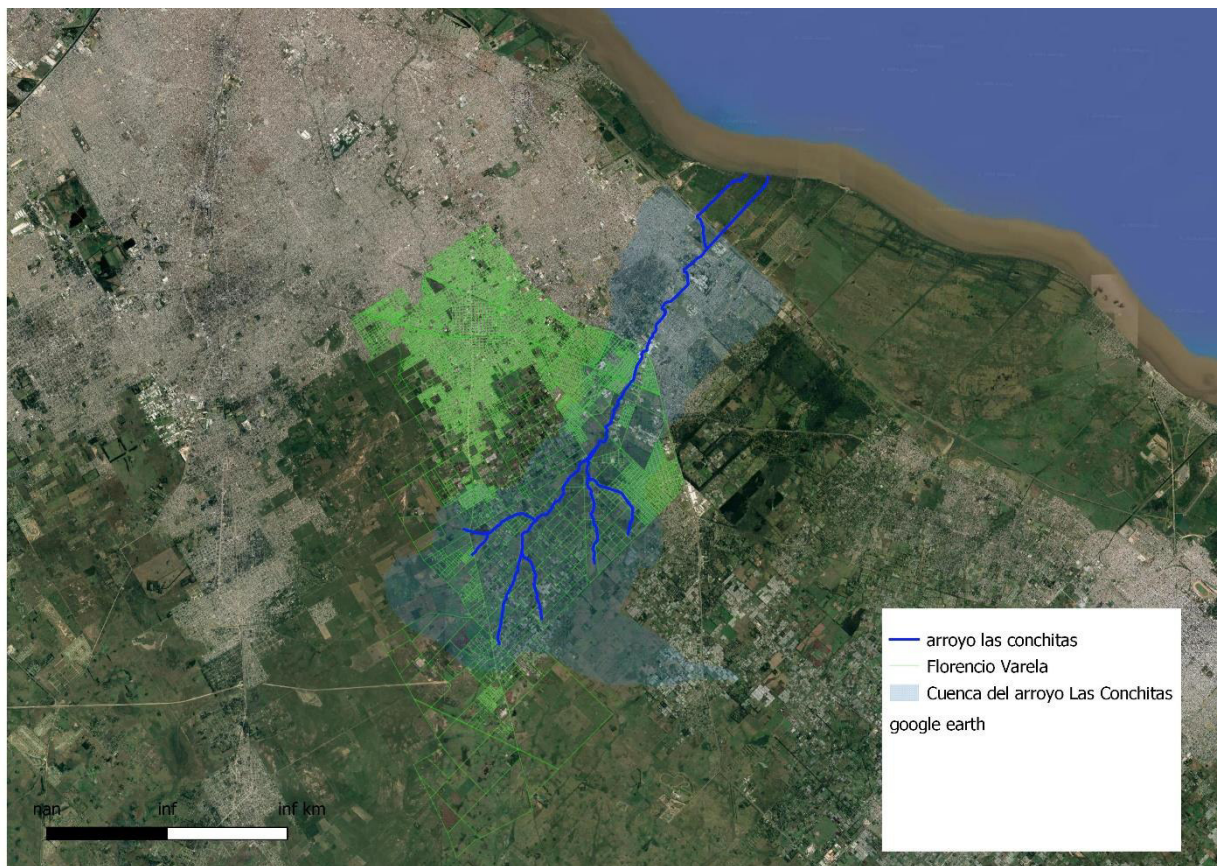 arroyo las conchitas
Florencio Varela
Cuenca del arroyo Las Conchitas
google earth
nan inf inf km